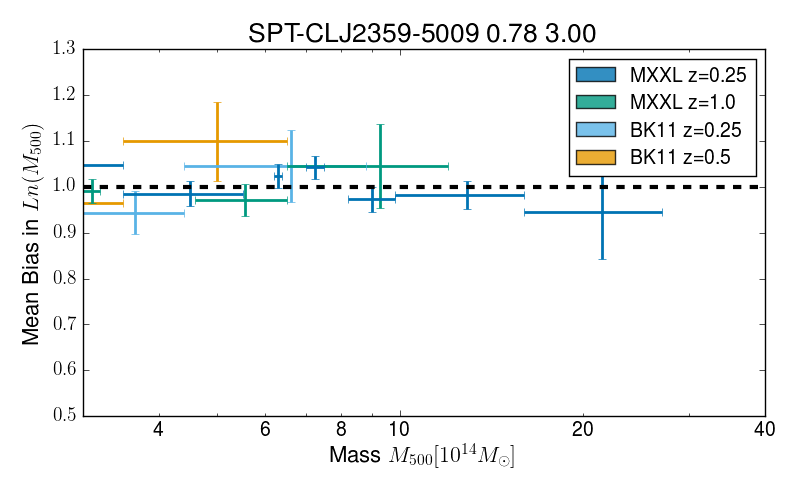 SPT-CLJ2359-5009 0.78 3.00
1.3
1.2
1.1
1.0
0.9
0.8
0.7
0.6
0.5
Mean Bias in Ln(M500)
MXXL z=0.25
MXXL z=1.0
BK11 z=0.25
BK11 z=0.5
4 6 8 10 20 40
Mass M500[10^14 M⊙]